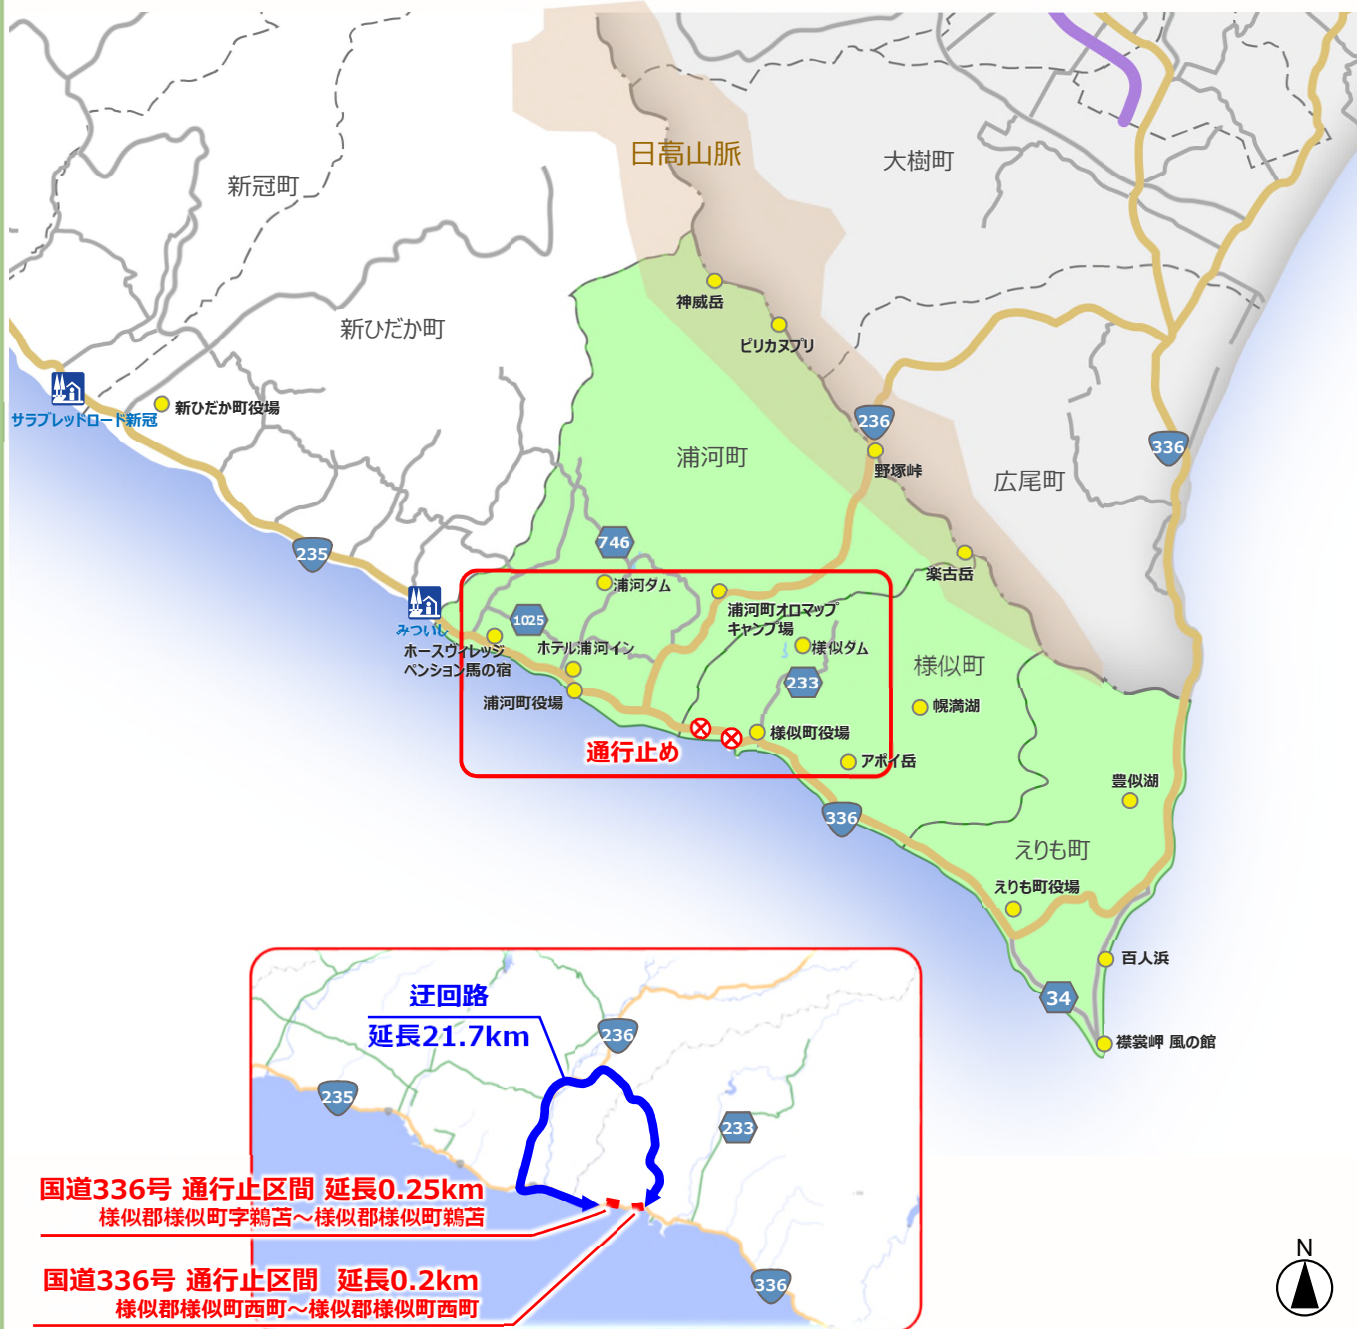 日高山脈
大樹町
新冠町
神威岳
新ひだか町
ピリカヌプリ
サラブレッドロード新冠
新ひだか町役場
236
336
浦河町
野塚峠
広尾町
235
746
楽古岳
浦河ダム
浦河町オロマップ
キャンプ場
1025
みついし
ホースヴィレッジ
ペンション馬の宿
ホテル浦河イン
様似ダム
様似町
233
浦河町役場
幌満湖
様似町役場
通行止め
アポイ岳
豊似湖
336
えりも町
えりも町役場
百人浜
34
襟裳岬 風の館
迂回路
延長21.7km
236
235
233
国道336号 通行止区間 延長0.25km
様似郡様似町字鵜苫～様似郡様似町鵜苫
国道336号 通行止区間 延長0.2km
様似郡様似町西町～様似郡様似町西町
336
N